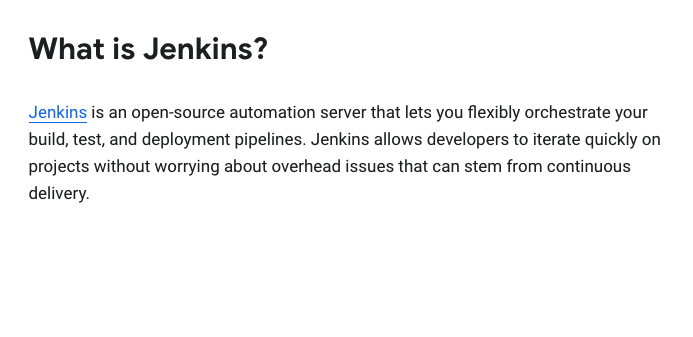 What is Jenkins?
Jenkins is an open-source automation server that lets you flexibly orchestrate your
build, test, and deployment pipelines. Jenkins allows developers to iterate quickly on
projects without worrying about overhead issues that can stem from continuous
delivery.